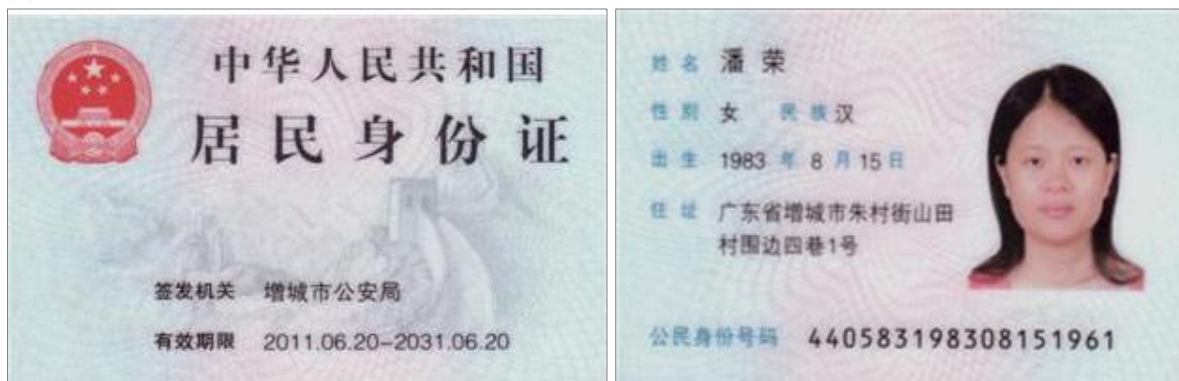 中华人民共和国
居民身份证
签发机关 增城市公安局
有效期限 2011.06.20-2031.06.20
姓名 潘荣
性别 女 民族 汉
出生 1983 年 8 月 15 日
住址 广东省增城市朱村街山田
村围边四巷1号
公民身份号码 440583198308151961